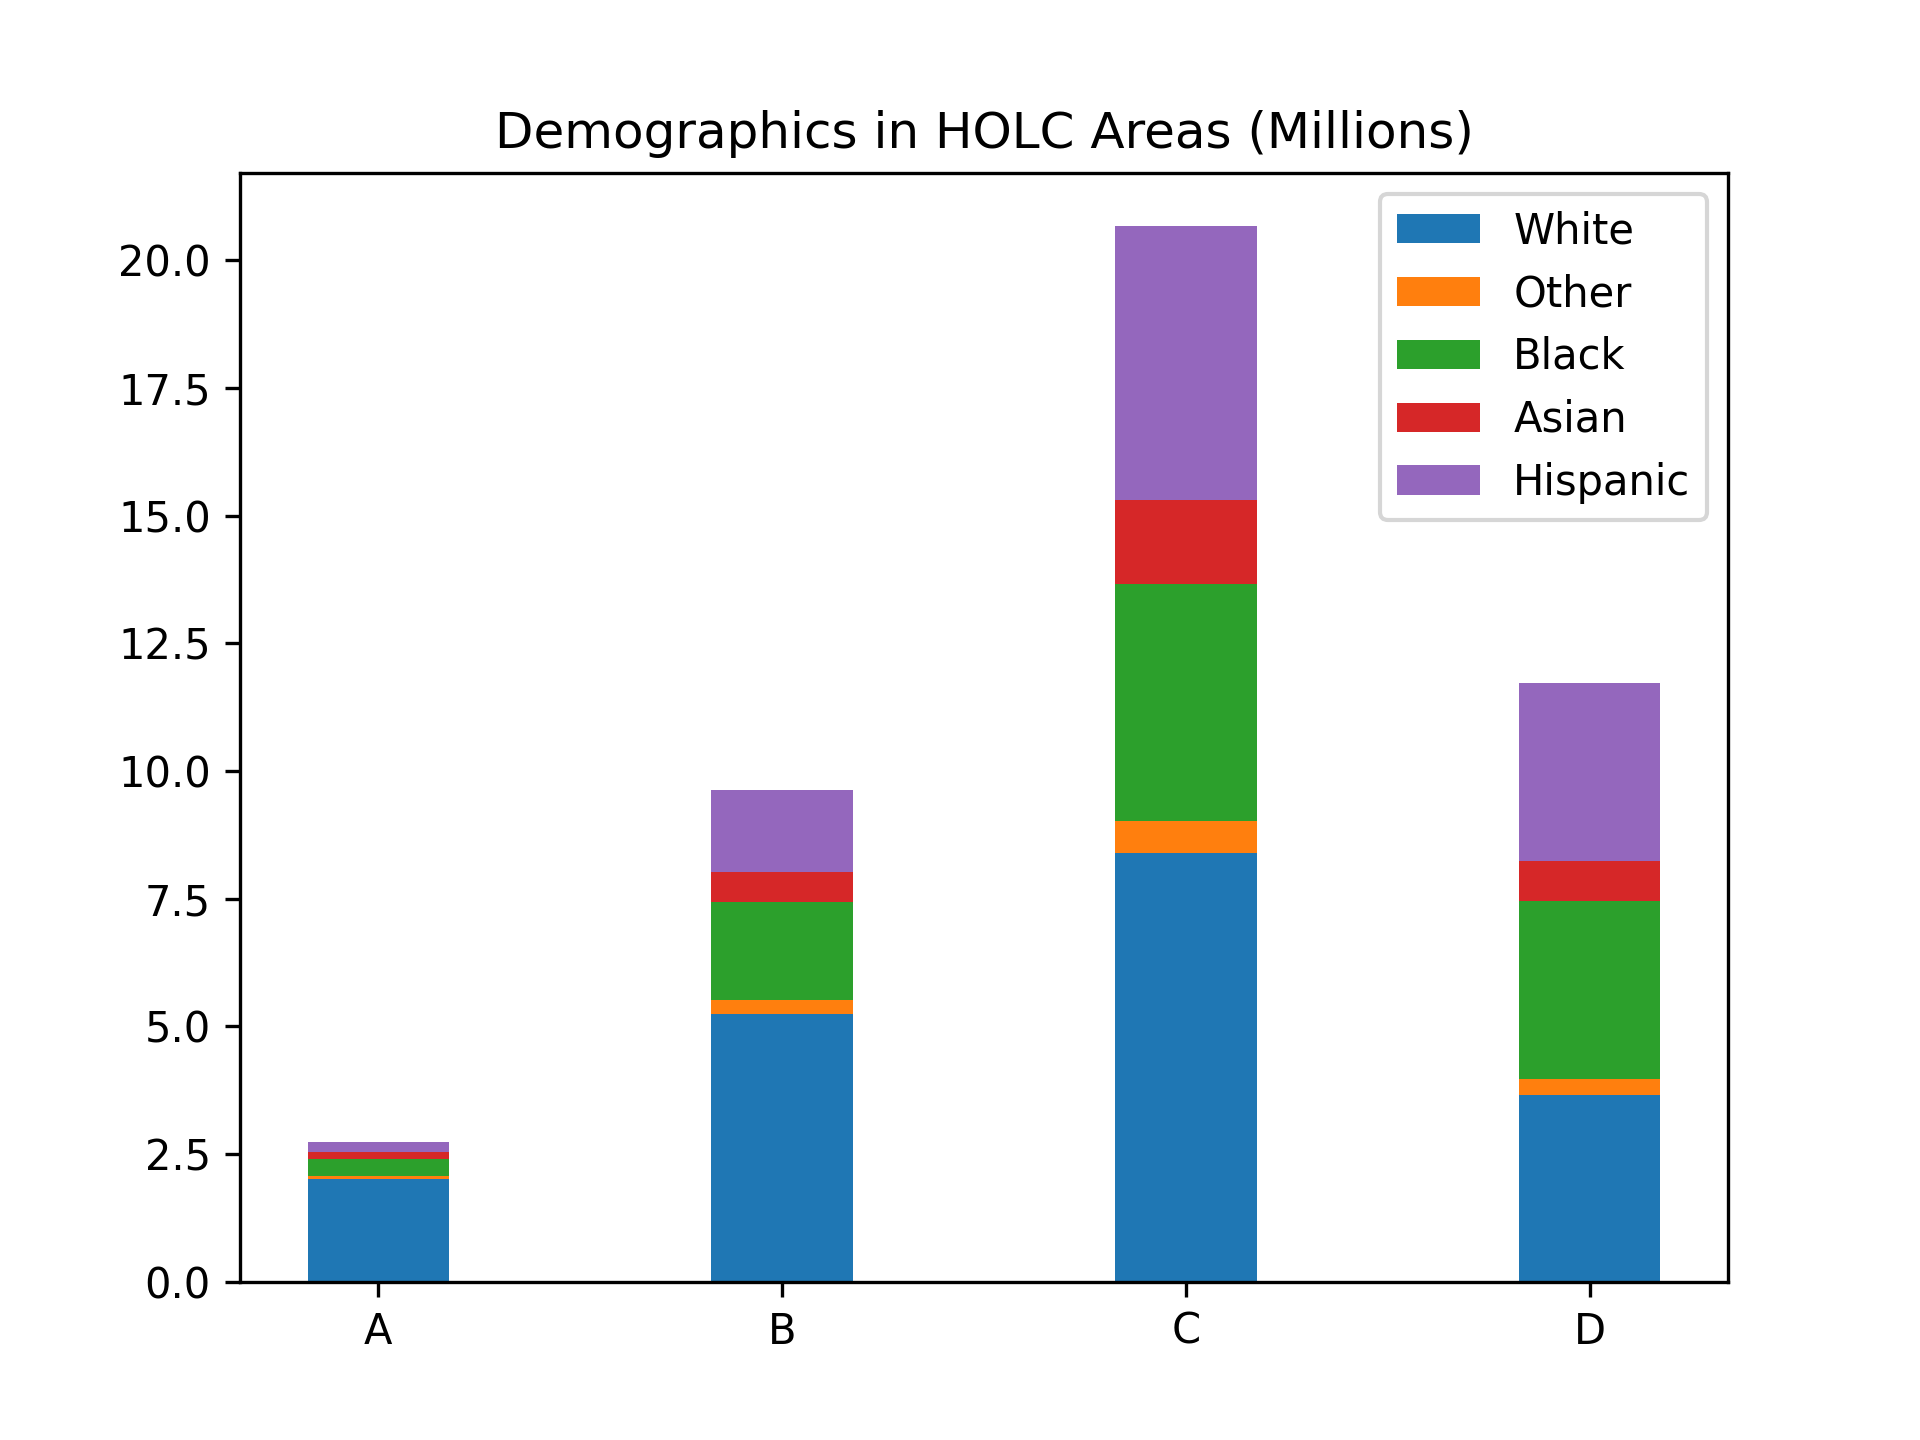 Demographics in HOLC Areas (Millions)
White
Other
Black
Asian
Hispanic
20.0
17.5
15.0
12.5
10.0
7.5
5.0
2.5
0.0
A B C D